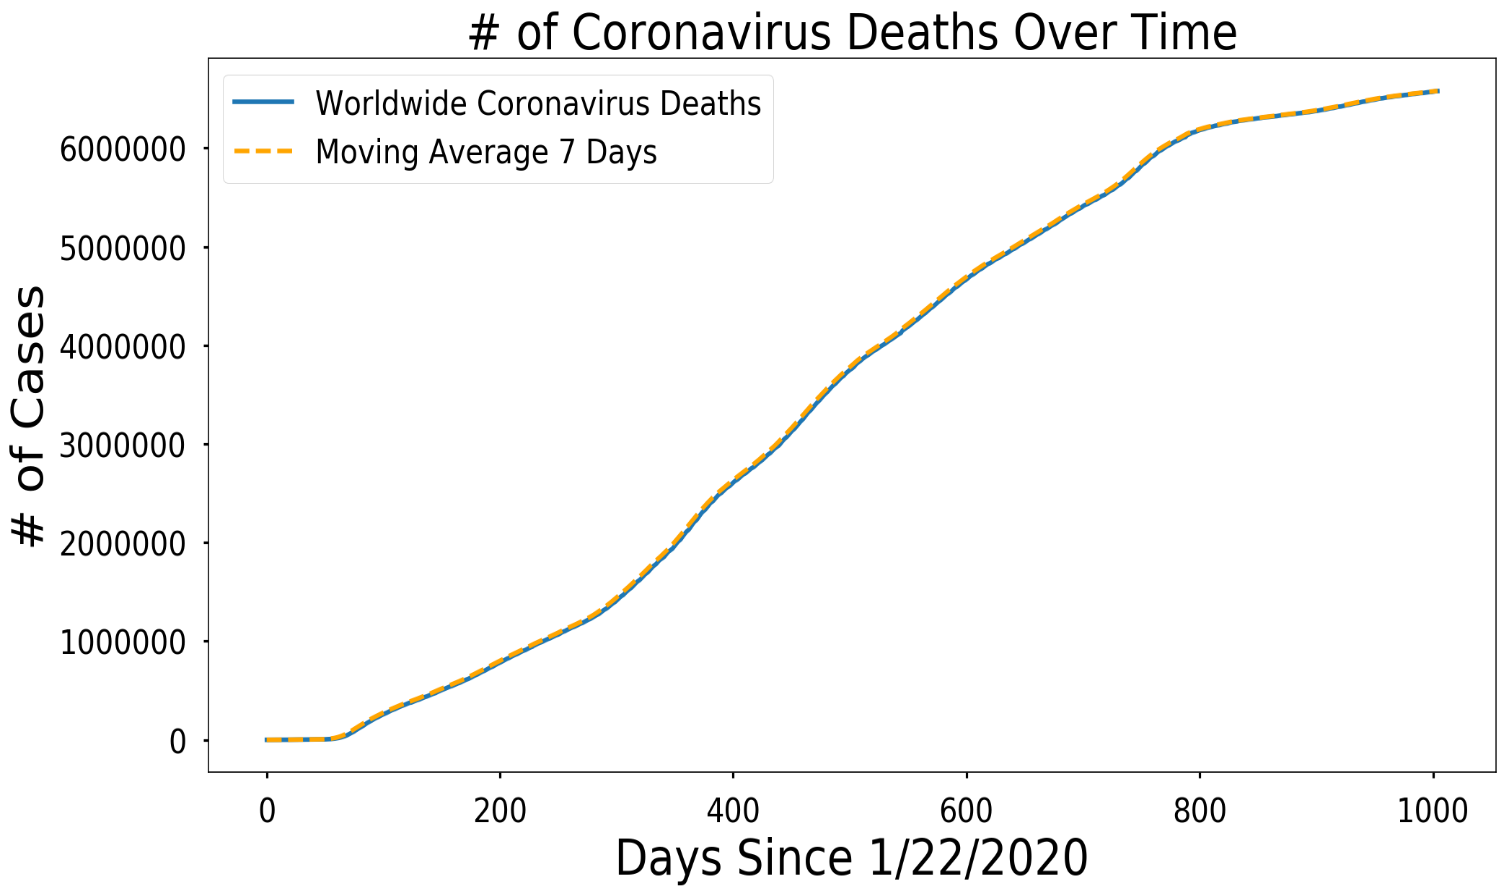 # of Coronavirus Deaths Over Time
Worldwide Coronavirus Deaths
Moving Average 7 Days
# of Cases
6000000
5000000
4000000
3000000
2000000
1000000
0
0 200 400 600 800 1000
Days Since 1/22/2020